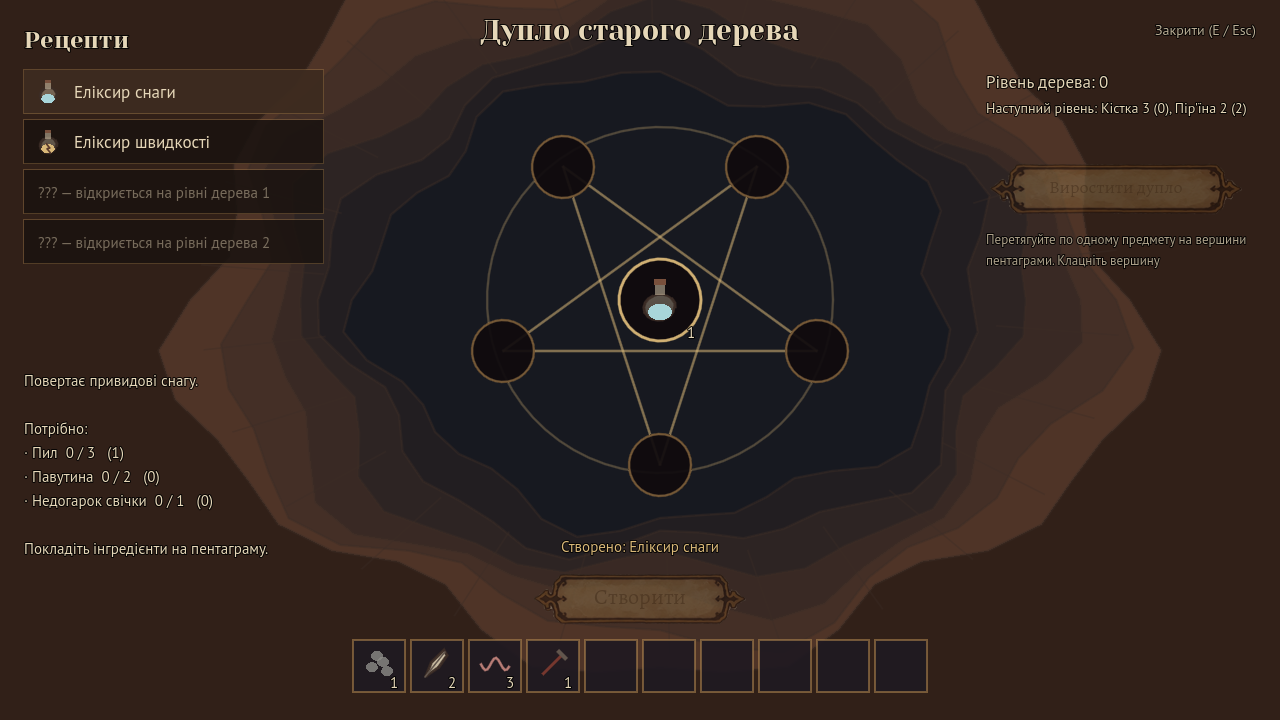 Дупло старого дерева
Закрити (E / Esc)
Рецепти
Еліксир снаги
Еліксир швидкості
??? — відкриється на рівні дерева 1
??? — відкриється на рівні дерева 2
Рівень дерева: 0
Наступний рівень: Кістка 3 (0), Пір'їна 2 (2)
Виростити дупло
Перетягуйте по одному предмету на вершини
пентаграми. Клацніть вершину
1
Повертає привидові снагу.
Потрібно:
· Пил 0 / 3 (1)
· Павутина 0 / 2 (0)
· Недогарок свічки 0 / 1 (0)
Покладіть інгредієнти на пентаграму.
Створено: Еліксир снаги
Створити
1 2 3 1